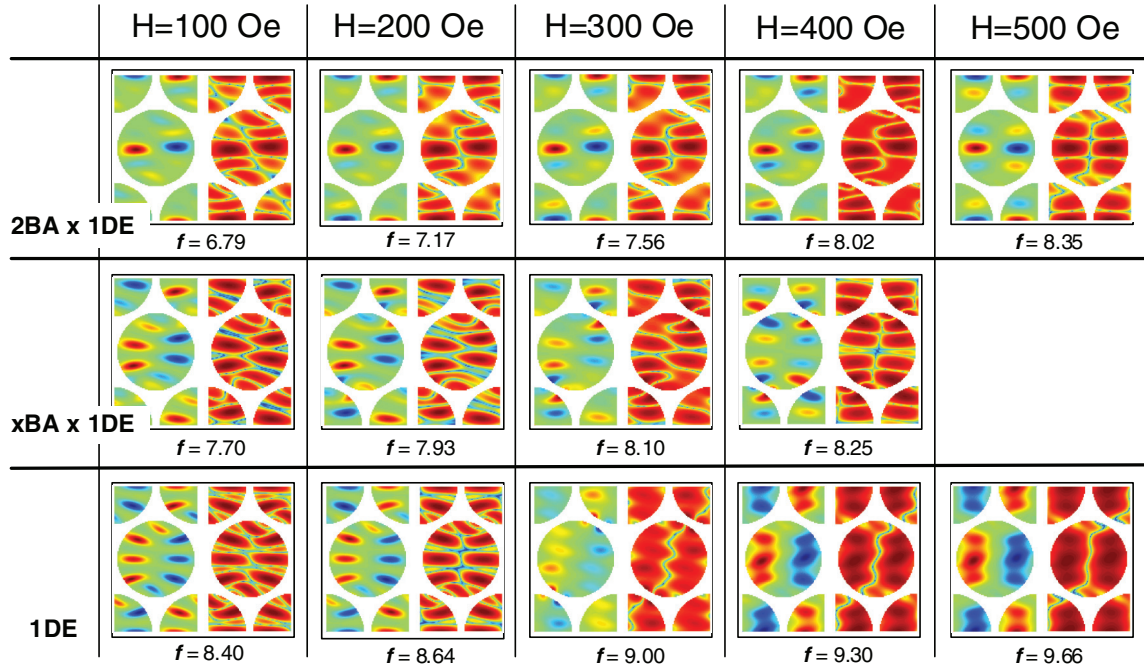 H=100 Oe H=200 Oe H=300 Oe H=400 Oe H=500 Oe
2BA x 1DE
f = 6.79 f = 7.17 f = 7.56 f = 8.02 f = 8.35
xBA x 1DE
f = 7.70 f = 7.93 f = 8.10 f = 8.25
1DE
f = 8.40 f = 8.64 f = 9.00 f = 9.30 f = 9.66